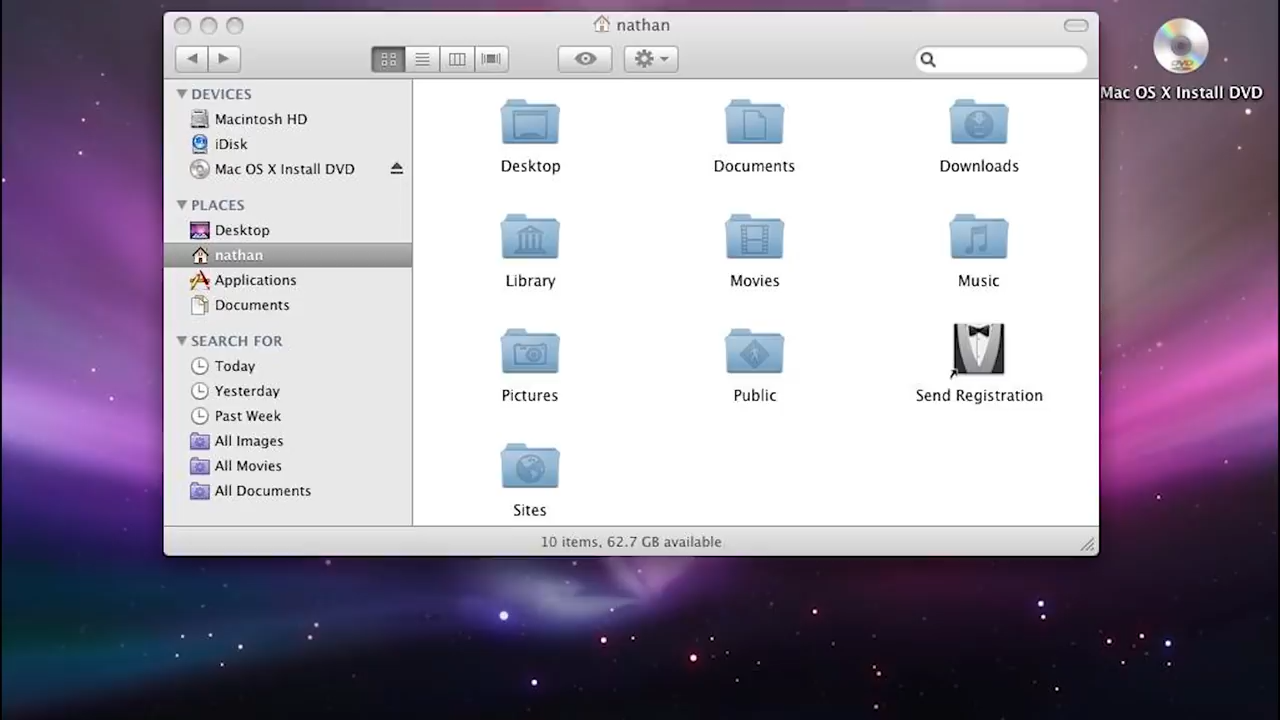 nathan
DVD
Mac OS X Install DVD
DEVICES
Macintosh HD
iDisk
Mac OS X Install DVD
PLACES
Desktop
nathan
Applications
Documents
SEARCH FOR
Today
Yesterday
Past Week
All Images
All Movies
All Documents
Desktop
Documents
Downloads
Library
Movies
Music
Pictures
Public
Send Registration
Sites
10 items, 62.7 GB available